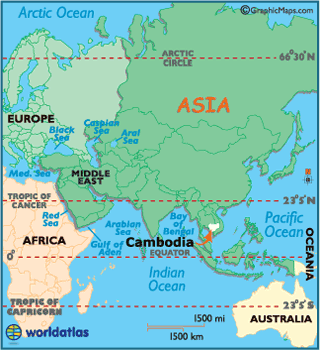 Arctic Ocean
©GraphicMaps.com
ARCTIC
CIRCLE
66°30'N
ASIA
EUROPE
Black
Sea
Caspian
Sea
Aral
Sea
Med. Sea
MIDDLE
EAST
TROPIC OF
CANCER
23°5'N
Red
Sea
Arabian
Sea
Bay
of
Bengal
Pacific
Ocean
AFRICA
Gulf of
Aden
Cambodia
EQUATOR
OCEANIA
0°
0°
Indian
Ocean
TROPIC OF
CAPRICORN
23°5'S
1500 mi
1500 km
AUSTRALIA
worldatlas